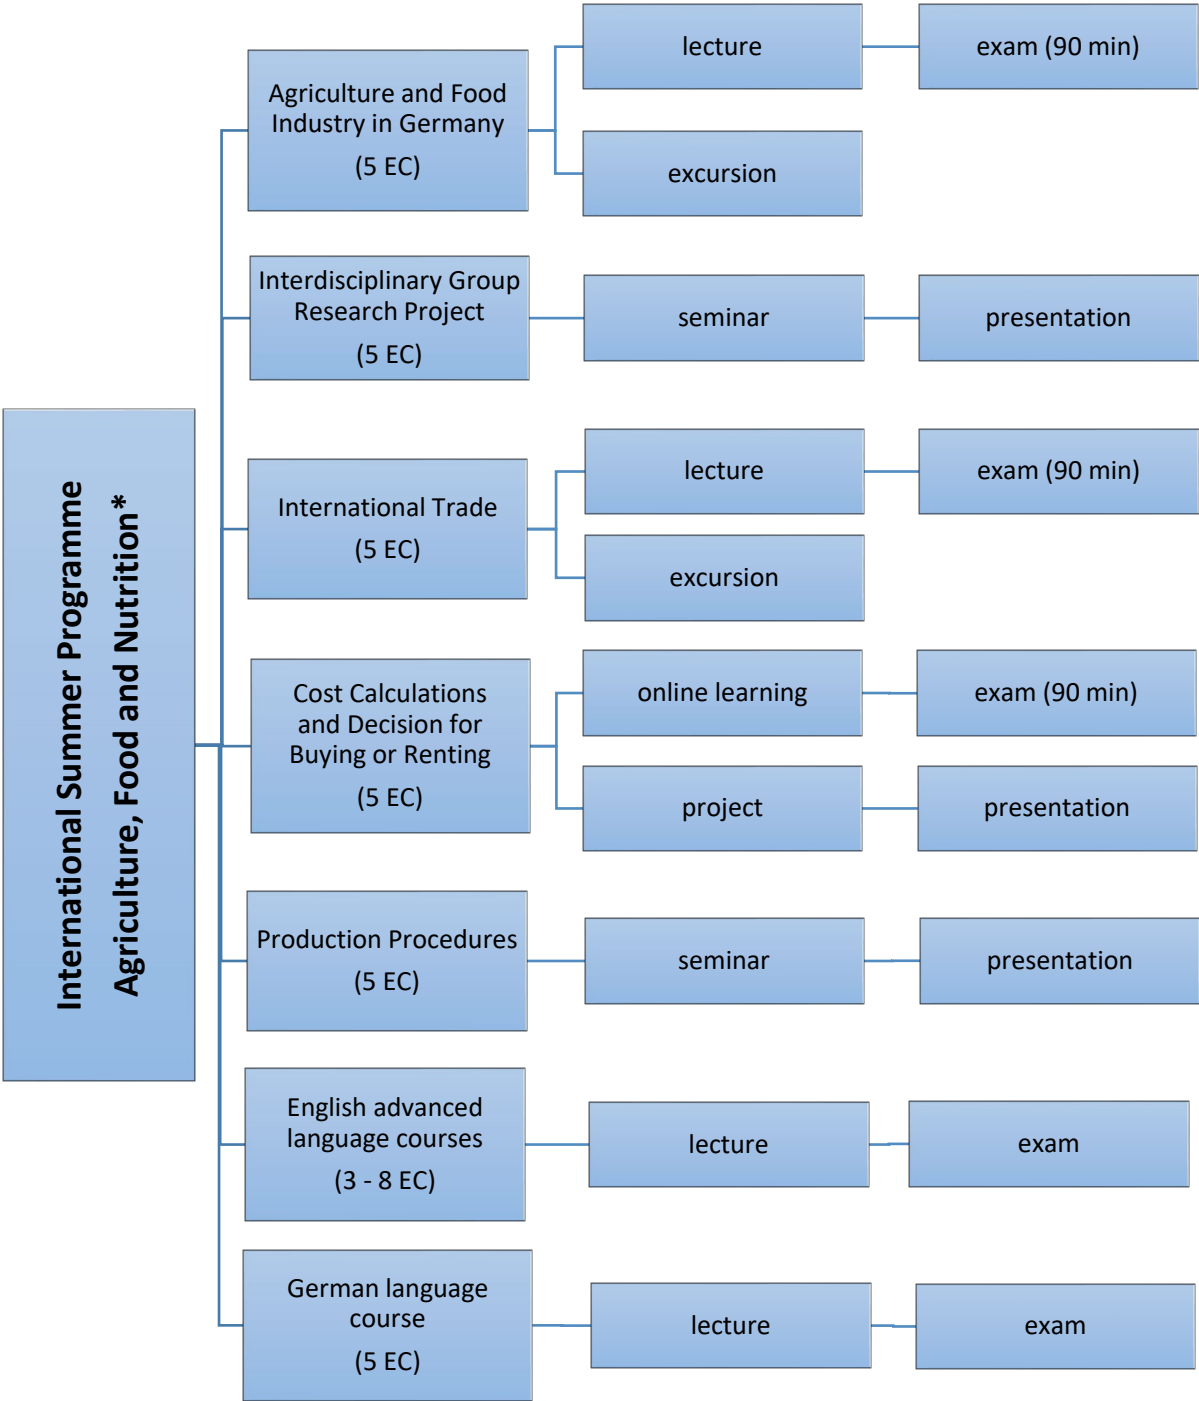 International Summer Programme
Agriculture, Food and Nutrition*
Agriculture and Food
Industry in Germany
(5 EC)
lecture
exam (90 min)
excursion
Interdisciplinary Group
Research Project
(5 EC)
seminar
presentation
International Trade
(5 EC)
lecture
exam (90 min)
excursion
Cost Calculations
and Decision for
Buying or Renting
(5 EC)
online learning
exam (90 min)
project
presentation
Production Procedures
(5 EC)
seminar
presentation
English advanced
language courses
(3 - 8 EC)
lecture
exam
German language
course
(5 EC)
lecture
exam